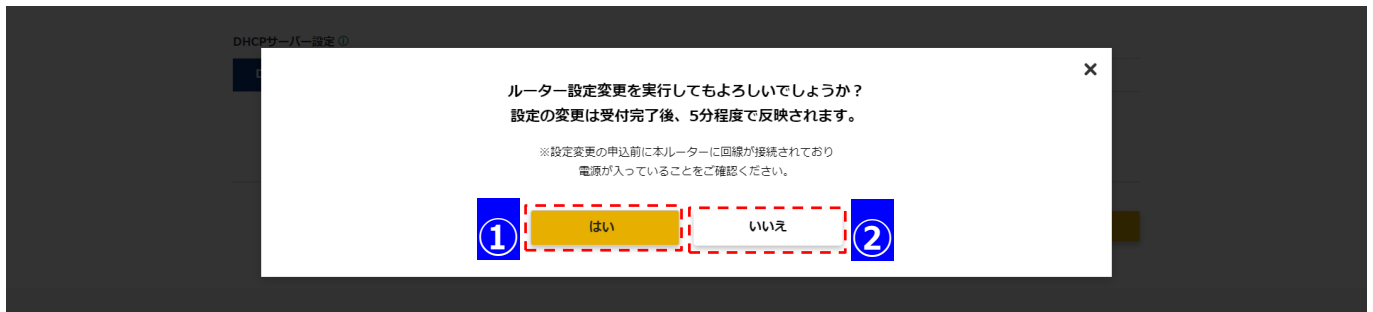 DHCPサーバー設定 ⓘ
D
×
ルーター設定変更を実行してもよろしいでしょうか？
設定の変更は受付完了後、5分程度で反映されます。
※設定変更の申込前に本ルーターに回線が接続されており
電源が入っていることをご確認ください。
① はい いいえ ②